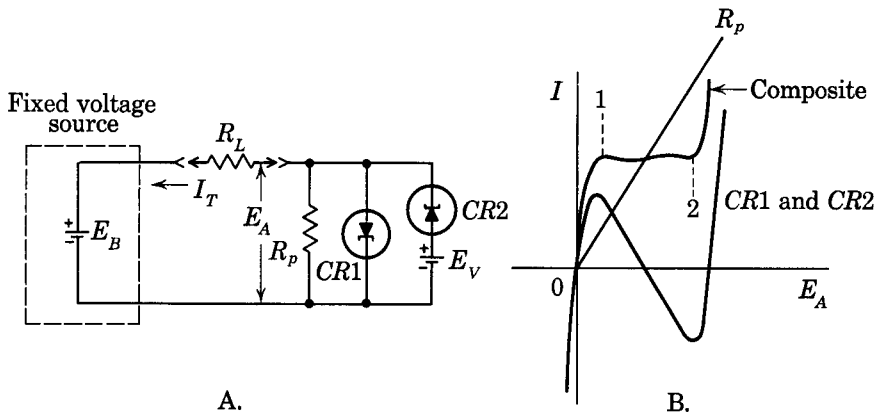 Fixed voltage
source
R_L
I_T
E_B
E_A
R_p
CR1
CR2
E_V
A.
R_p
I
1
Composite
2
CR1 and CR2
0
E_A
B.